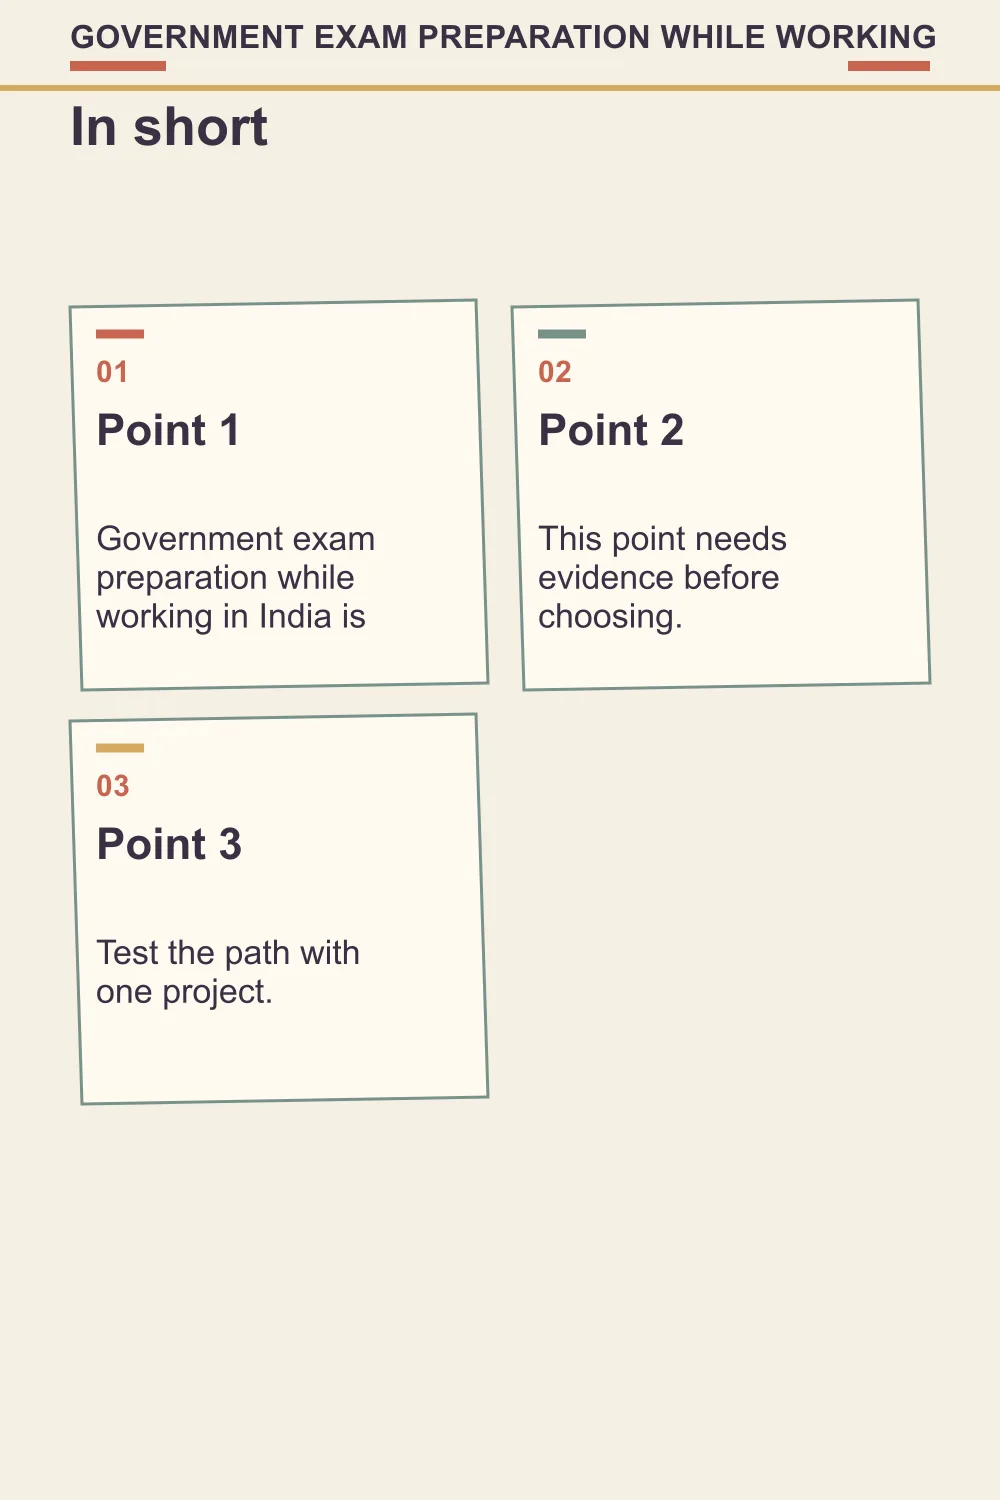 GOVERNMENT EXAM PREPARATION WHILE WORKING
In short
01
Point 1
Government exam
preparation while
working in India is
02
Point 2
This point needs
evidence before
choosing.
03
Point 3
Test the path with
one project.